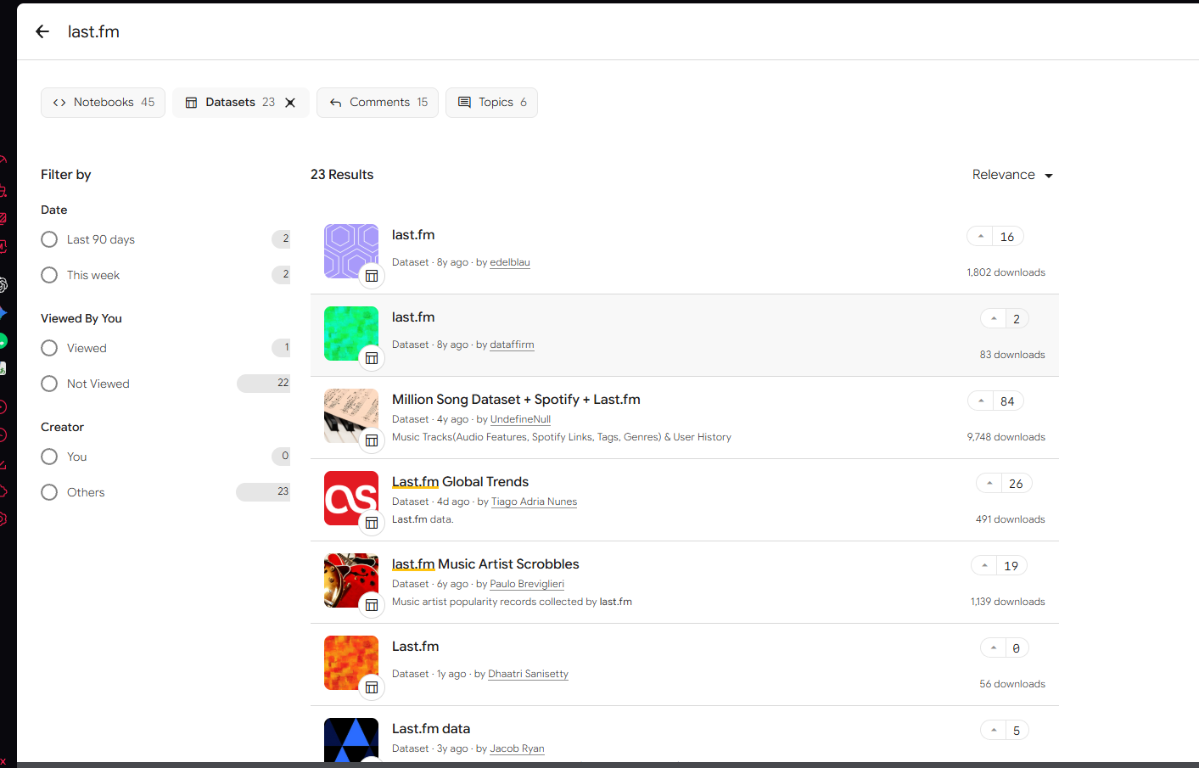 last.fm
Notebooks 45
Datasets 23
Comments 15
Topics 6
Filter by
Date
Last 90 days 2
This week 2
Viewed By You
Viewed 1
Not Viewed 22
Creator
You 0
Others 23
23 Results
Relevance
last.fm
16
Dataset · 8y ago · by edelblau
1,802 downloads
last.fm
2
Dataset · 8y ago · by dataffirm
83 downloads
Million Song Dataset + Spotify + Last.fm
84
Dataset · 4y ago · by UndefineNull
Music Tracks(Audio Features, Spotify Links, Tags, Genres) & User History
9,748 downloads
Last.fm Global Trends
26
Dataset · 4d ago · by Tiago Adria Nunes
Last.fm data.
491 downloads
last.fm Music Artist Scrobbles
19
Dataset · 6y ago · by Paulo Breviglieri
Music artist popularity records collected by last.fm
1,139 downloads
Last.fm
0
Dataset · 1y ago · by Dhaatri Sanisetty
56 downloads
Last.fm data
5
Dataset · 3y ago · by Jacob Ryan